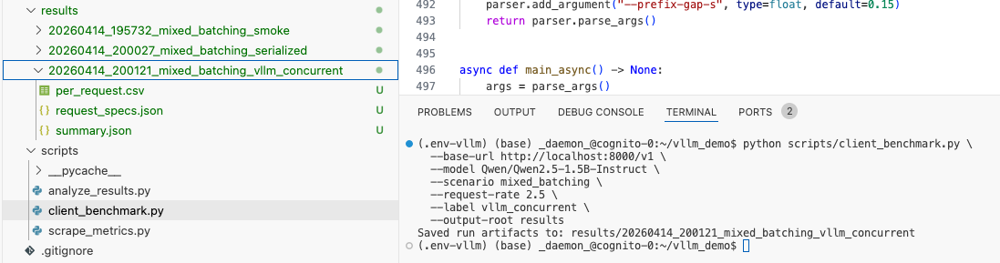 results
20260414_195732_mixed_batching_smoke
20260414_200027_mixed_batching_serialized
20260414_200121_mixed_batching_vllm_concurrent
per_request.csv U
{} request_specs.json U
{} summary.json U
scripts
__pycache__
analyze_results.py
client_benchmark.py
scrape_metrics.py
.gitignore
492 parser.add_argument("--prefix-gap-s", type=float, default=0.15)
493 return parser.parse_args()
494
495
496 async def main_async() -> None:
497 args = parse_args()
PROBLEMS OUTPUT DEBUG CONSOLE TERMINAL PORTS 2
(.env-vllm) (base) _daemon_@cognito-0:~/vllm_demo$ python scripts/client_benchmark.py \
--base-url http://localhost:8000/v1 \
--model Qwen/Qwen2.5-1.5B-Instruct \
--scenario mixed_batching \
--request-rate 2.5 \
--label vllm_concurrent \
--output-root results
Saved run artifacts to: results/20260414_200121_mixed_batching_vllm_concurrent
(.env-vllm) (base) _daemon_@cognito-0:~/vllm_demo$